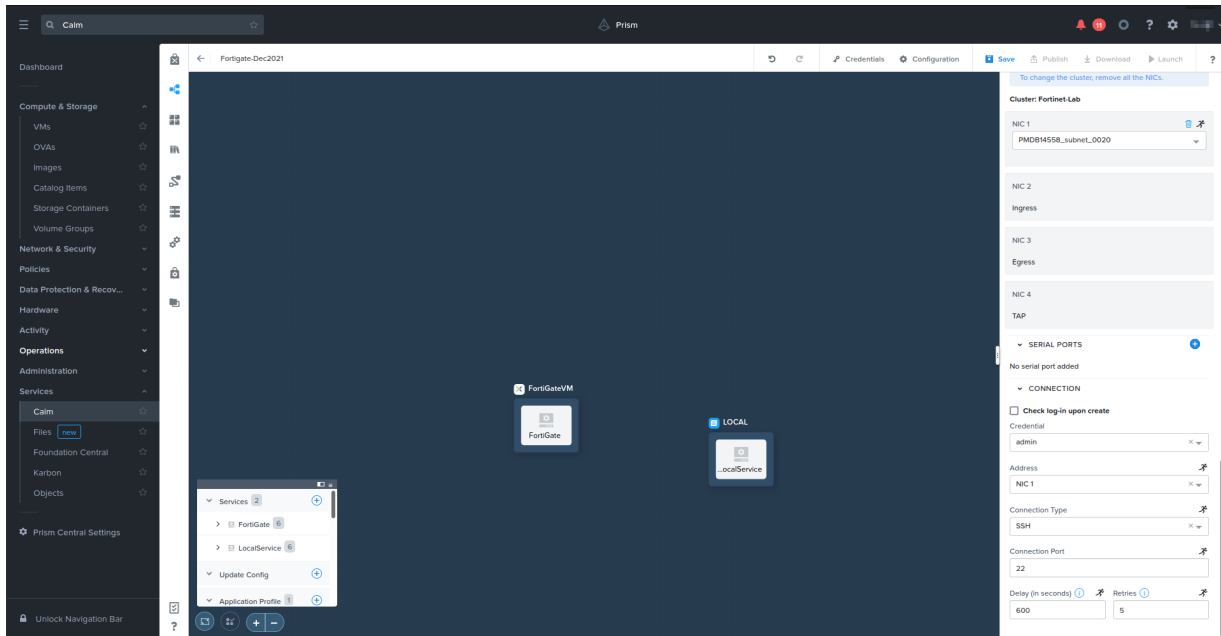 Calm
Prism
11
?
Dashboard
Compute & Storage
VMs
OVAs
Images
Catalog Items
Storage Containers
Volume Groups
Network & Security
Policies
Data Protection & Recov...
Hardware
Activity
Operations
Administration
Services
Calm
Files new
Foundation Central
Karbon
Objects
Prism Central Settings
Unlock Navigation Bar
Fortigate-Dec2021
Credentials
Configuration
Save
Publish
Download
Launch
?
FortiGateVM
FortiGate
LOCAL
...ocalService
Services 2
FortiGate 6
LocalService 6
Update Config
Application Profile 1
?
To change the cluster, remove all the NICs.
Cluster: Fortinet-Lab
NIC 1
PMDB14558_subnet_0020
NIC 2
Ingress
NIC 3
Egress
NIC 4
TAP
SERIAL PORTS
No serial port added
CONNECTION
Check log-in upon create
Credential
admin
Address
NIC 1
Connection Type
SSH
Connection Port
22
Delay (in seconds) Retries
600 5